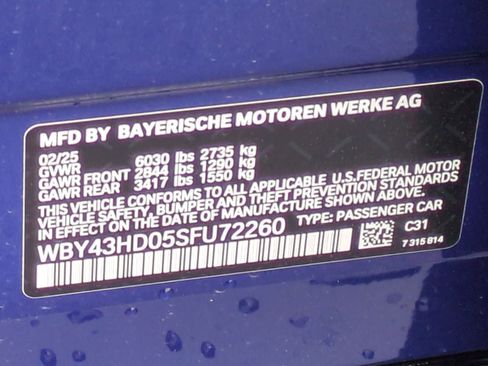 MFD BY BAYERISCHE MOTOREN WERKE AG
02/25 6030 lbs 2735 kg
GVWR
GAWR FRONT 2844 lbs 1290 kg
GAWR REAR 3417 lbs 1550 kg
THIS VEHICLE CONFORMS TO ALL APPLICABLE U.S.FEDERAL MOTOR
VEHICLE SAFETY, BUMPER AND THEFT PREVENTION STANDARDS
IN EFFECT ON THE DATE OF MANUFACTURE SHOWN ABOVE.
WBY43HD05SFU72260 TYPE: PASSENGER CAR
C31
7 315 814